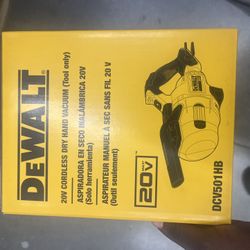 DEWALT
20V CORDLESS DRY HAND VACUUM (Tool only)
ASPIRADORA EN SECO INALÁMBRICA 20V
(Solo herramienta)
ASPIRATEUR MANUEL À SEC SANS FIL 20 V
(Outil seulement)
20V
DCV501HB